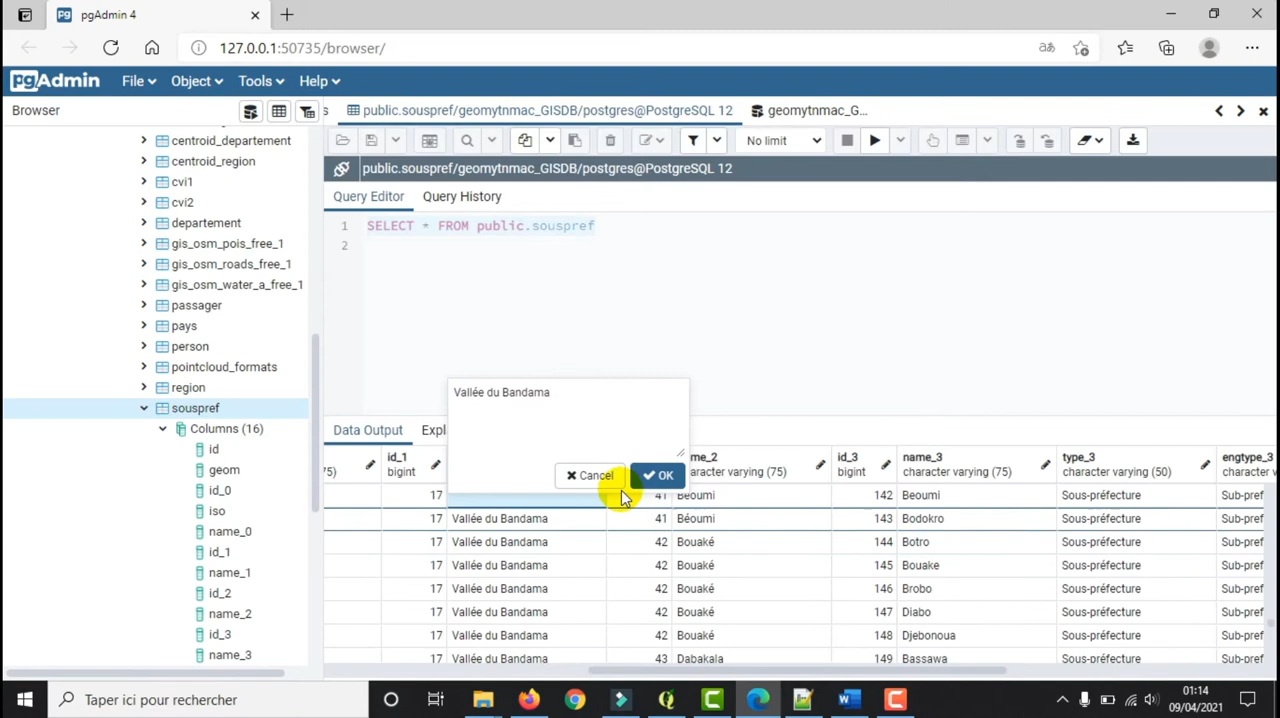 pgAdmin 4
127.0.0.1:50735/browser/
pgAdmin File Object Tools Help
Browser
public.souspref/geomytnmac_GISDB/postgres@PostgreSQL 12
geomytnmac_G...
No limit
public.souspref/geomytnmac_GISDB/postgres@PostgreSQL 12
Query Editor Query History
1 SELECT * FROM public.souspref
2
centroid_departement
centroid_region
cvi1
cvi2
departement
gis_osm_pois_free_1
gis_osm_roads_free_1
gis_osm_water_a_free_1
passager
pays
person
pointcloud_formats
region
souspref
Columns (16)
id
geom
id_0
iso
name_0
id_1
name_1
id_2
name_2
id_3
name_3
Vallée du Bandama
Cancel OK
Data Output Expl
75) id_1 bigint ame_2 character varying (75) id_3 bigint name_3 character varying (75) type_3 character varying (50) engtype_3 character v
17 41 Béoumi 142 Beoumi Sous-préfecture Sub-pref
17 Vallée du Bandama 41 Béoumi 143 Bodokro Sous-préfecture Sub-pref
17 Vallée du Bandama 42 Bouaké 144 Botro Sous-préfecture Sub-pref
17 Vallée du Bandama 42 Bouaké 145 Bouake Sous-préfecture Sub-pref
17 Vallée du Bandama 42 Bouaké 146 Brobo Sous-préfecture Sub-pref
17 Vallée du Bandama 42 Bouaké 147 Diabo Sous-préfecture Sub-pref
17 Vallée du Bandama 42 Bouaké 148 Djebonoua Sous-préfecture Sub-pref
17 Vallée du Bandama 43 Dabakala 149 Bassawa Sous-préfecture Sub-pref
Taper ici pour rechercher
01:14
09/04/2021